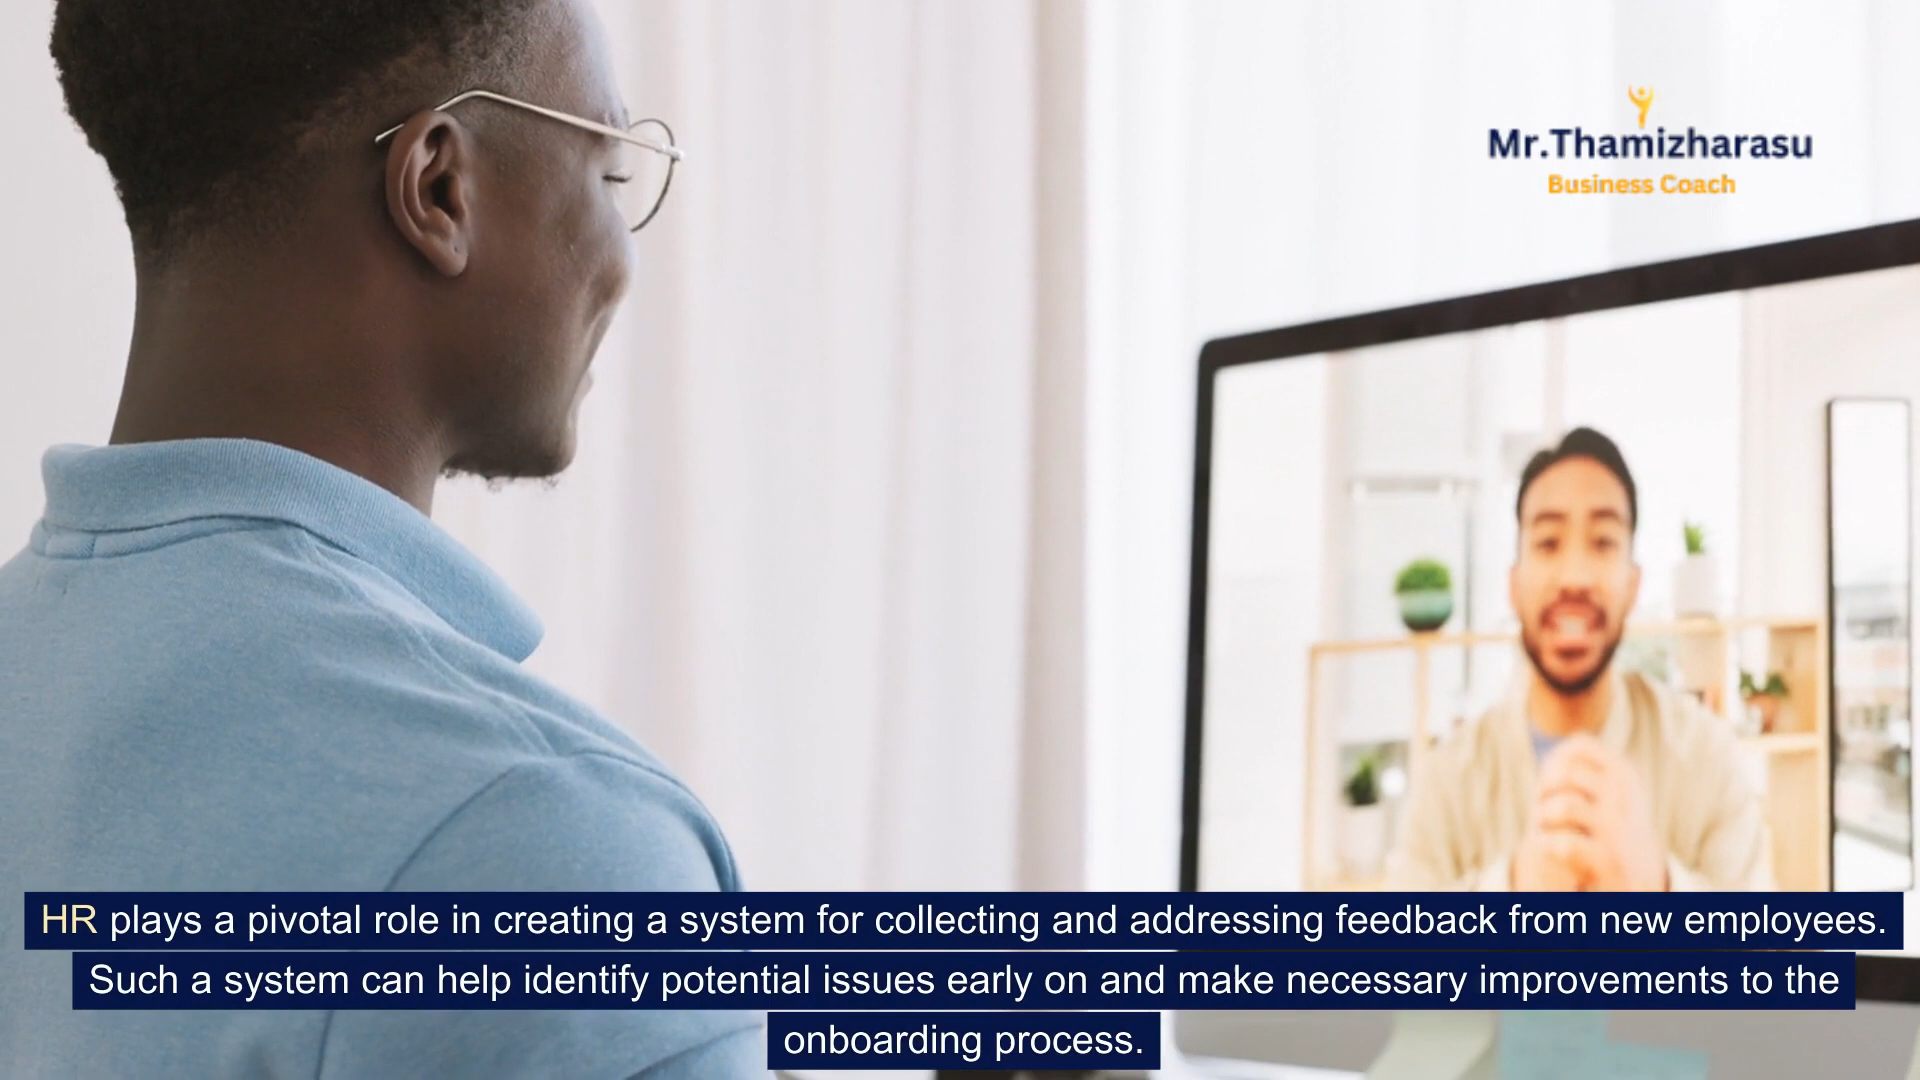 Mr.Thamizharasu
Business Coach
HR plays a pivotal role in creating a system for collecting and addressing feedback from new employees.
Such a system can help identify potential issues early on and make necessary improvements to the
onboarding process.